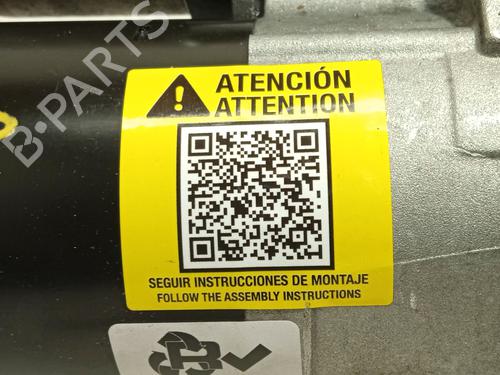 ATENCIÓN
ATTENTION
SEGUIR INSTRUCCIONES DE MONTAJE
FOLLOW THE ASSEMBLY INSTRUCTIONS
B-PARTS